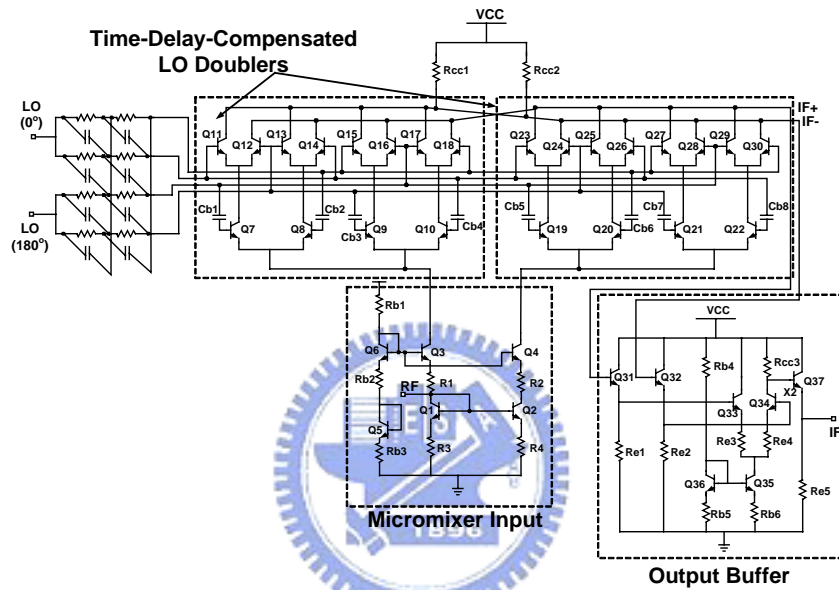 VCC
Time-Delay-Compensated
LO Doublers
Rcc1
Rcc2
IF+
IF-
LO
(0°)
Q11
Q12
Q13
Q14
Q15
Q16
Q17
Q18
Q23
Q24
Q25
Q26
Q27
Q28
Q29
Q30
LO
(180°)
Cb1
Q7
Q8
Cb2
Cb3
Q9
Q10
Cb4
Cb5
Q19
Q20
Cb6
Cb7
Q21
Q22
Cb8
Rb1
Q6
Q3
Q4
Rb2
RF
R1
R2
Q5
Q1
Q2
Rb3
R3
R4
Micromixer Input
VCC
Q31
Q32
Rb4
Rcc3
Q37
X2
Q33
Q34
IF
Re1
Re2
Re3
Re4
Q36
Q35
Re5
Rb5
Rb6
Output Buffer
E S
A
1896